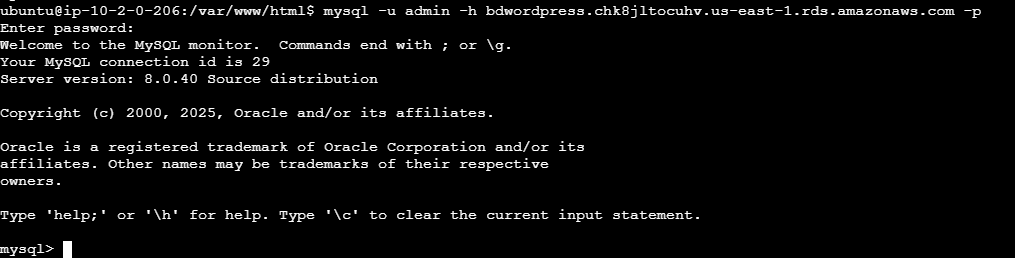 ubuntu@ip-10-2-0-206:/var/www/html$ mysql -u admin -h bdwordpress.chk8jltocuhv.us-east-1.rds.amazonaws.com -p
Enter password:
Welcome to the MySQL monitor.  Commands end with ; or \g.
Your MySQL connection id is 29
Server version: 8.0.40 Source distribution

Copyright (c) 2000, 2025, Oracle and/or its affiliates.

Oracle is a registered trademark of Oracle Corporation and/or its
affiliates. Other names may be trademarks of their respective
owners.

Type 'help;' or '\h' for help. Type '\c' to clear the current input statement.

mysql>